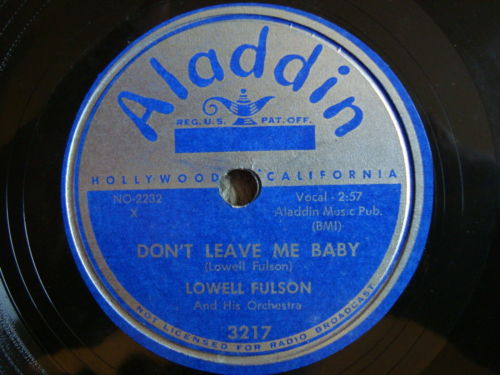 Aladdin
REG. U.S. PAT. OFF.
HOLLYWOOD CALIFORNIA
NO-2232
X
Vocal - 2:57
Aladdin Music Pub.
(BMI)
DON'T LEAVE ME BABY
(Lowell Fulson)
LOWELL FULSON
And His Orchestra
3217
NOT LICENSED FOR RADIO BROADCAST